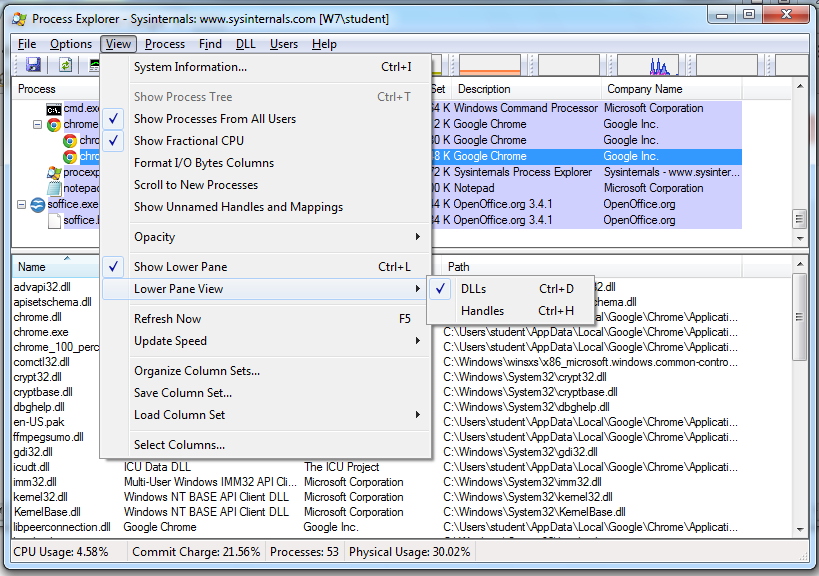 Process Explorer - Sysinternals: www.sysinternals.com [W7\student]
File Options View Process Find DLL Users Help
Process Set Description Company Name
cmd.exe 64 K Windows Command Processor Microsoft Corporation
chrome 2 K Google Chrome Google Inc.
chro 30 K Google Chrome Google Inc.
chro 8 K Google Chrome Google Inc.
procexp 72 K Sysinternals Process Explorer Sysinternals - www.sysinter...
notepad 00 K Notepad Microsoft Corporation
soffice.exe 44 K OpenOffice.org 3.4.1 OpenOffice.org
soffice.b 4 K OpenOffice.org 3.4.1 OpenOffice.org
System Information... Ctrl+I
Show Process Tree Ctrl+T
Show Processes From All Users
Show Fractional CPU
Format I/O Bytes Columns
Scroll to New Processes
Show Unnamed Handles and Mappings
Opacity
Show Lower Pane Ctrl+L
Lower Pane View
Refresh Now F5
Update Speed
Organize Column Sets...
Save Column Set...
Load Column Set
Select Columns...
DLLs Ctrl+D
Handles Ctrl+H
Name Path
advapi32.dll 32.dll
apisetschema.dll hema.dll
chrome.dll C:\Users\student\AppData\Local\Google\Chrome\Applicati...
chrome.exe C:\Users\student\AppData\Local\Google\Chrome\Applicati...
chrome_100_perc C:\Users\student\AppData\Local\Google\Chrome\Applicati...
comctl32.dll C:\Windows\winsxs\x86_microsoft.windows.common-contro...
crypt32.dll C:\Windows\System32\crypt32.dll
cryptbase.dll C:\Windows\System32\cryptbase.dll
dbghelp.dll C:\Windows\System32\dbghelp.dll
en-US.pak C:\Users\student\AppData\Local\Google\Chrome\Applicati...
ffmpegsumo.dll C:\Users\student\AppData\Local\Google\Chrome\Applicati...
gdi32.dll C:\Windows\System32\gdi32.dll
icudt.dll ICU Data DLL The ICU Project C:\Users\student\AppData\Local\Google\Chrome\Applicati...
imm32.dll Multi-User Windows IMM32 API Cli... Microsoft Corporation C:\Windows\System32\imm32.dll
kernel32.dll Windows NT BASE API Client DLL Microsoft Corporation C:\Windows\System32\kernel32.dll
KernelBase.dll Windows NT BASE API Client DLL Microsoft Corporation C:\Windows\System32\KernelBase.dll
libpeerconnection.dll Google Chrome Google Inc. C:\Users\student\AppData\Local\Google\Chrome\Applicati...
CPU Usage: 4.58% Commit Charge: 21.56% Processes: 53 Physical Usage: 30.02%